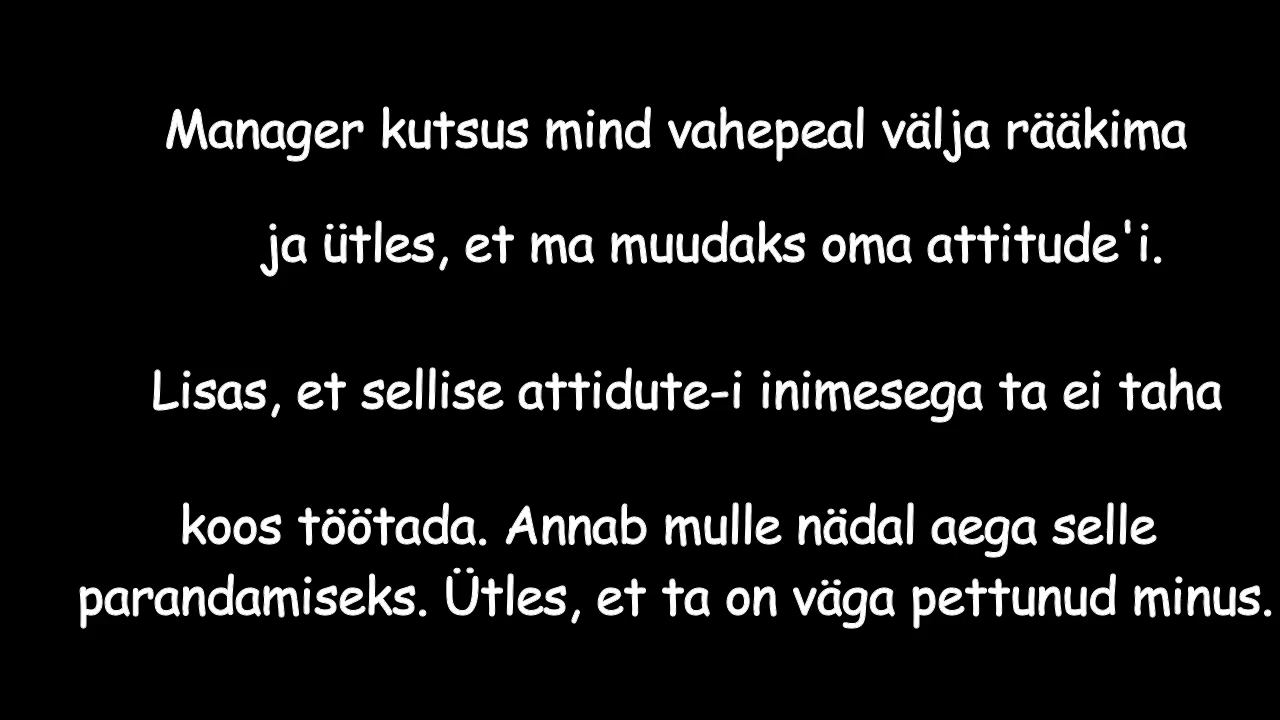 Manager kutsus mind vahepeal välja rääkima
ja ütles, et ma muudaks oma attitude'i.
Lisas, et sellise attidute-i inimesega ta ei taha
koos töötada. Annab mulle nädal aega selle
parandamiseks. Ütles, et ta on väga pettunud minus.